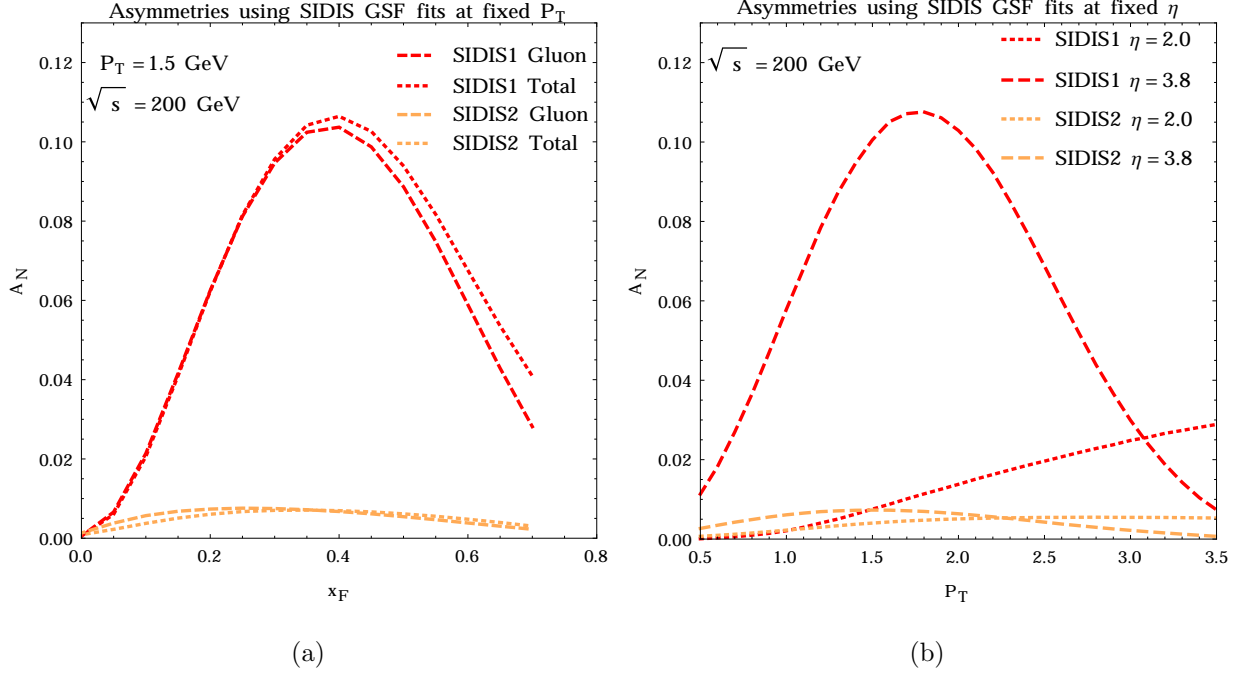 Asymmetries using SIDIS GSF fits at fixed P_T
P_T = 1.5 GeV
√s = 200 GeV
SIDIS1 Gluon
SIDIS1 Total
SIDIS2 Gluon
SIDIS2 Total
0.12
0.10
0.08
0.06
0.04
0.02
0.00
A_N
0.0 0.2 0.4 0.6 0.8
x_F
(a)
Asymmetries using SIDIS GSF fits at fixed η
√s = 200 GeV
SIDIS1 η = 2.0
SIDIS1 η = 3.8
SIDIS2 η = 2.0
SIDIS2 η = 3.8
0.12
0.10
0.08
0.06
0.04
0.02
0.00
A_N
0.5 1.0 1.5 2.0 2.5 3.0 3.5
P_T
(b)